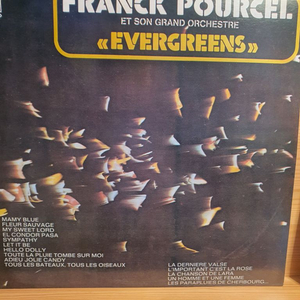 FRANCK POURCEL
ET SON GRAND ORCHESTRE
«EVERGREENS»
MAMY BLUE
FLEUR SAUVAGE
MY SWEET LORD
EL CONDOR PASA
SYMPATHY
LET IT BE
HELLO DOLLY
TOUTE LA PLUIE TOMBE SUR MOI
ADIEU JOLIE CANDY
TOUS LES BATEAUX, TOUS LES OISEAUX
LA DERNIERE VALSE
L'IMPORTANT C'EST LA ROSE
LA CHANSON DE LARA
UN HOMME ET UNE FEMME
LES PARAPLUIES DE CHERBOURG...